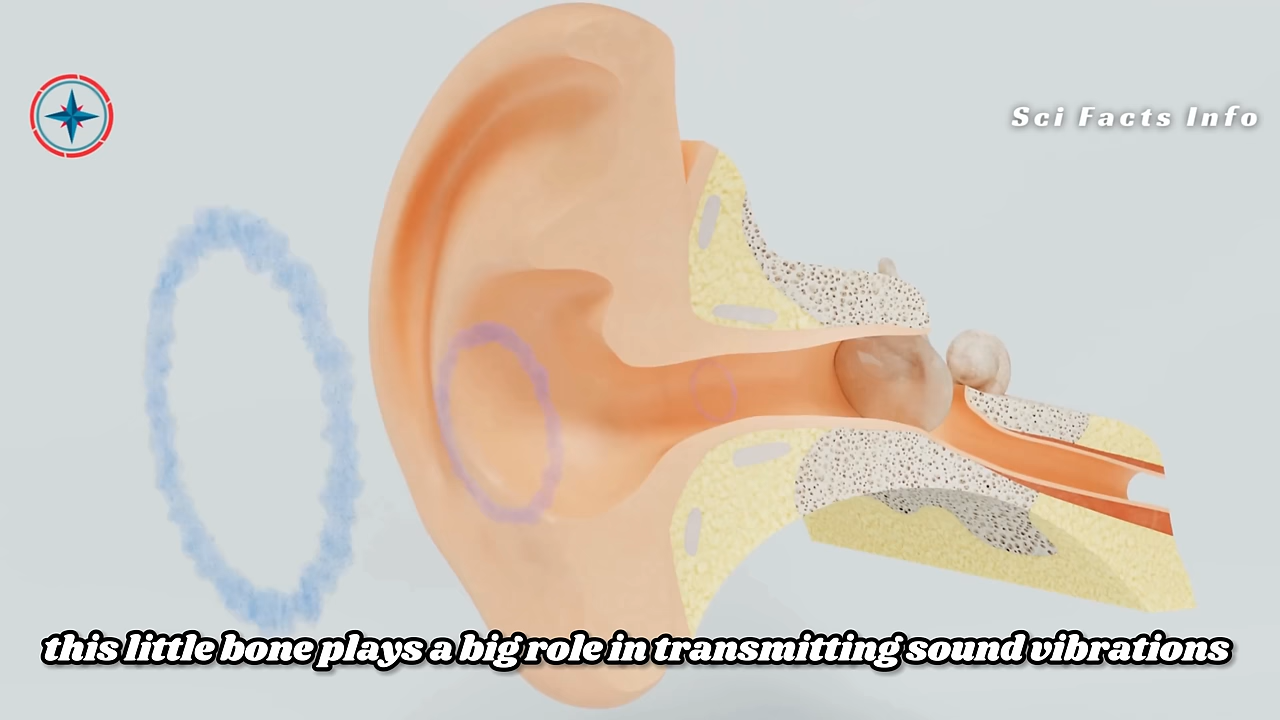 Sci Facts Info
this little bone plays a big role in transmitting sound vibrations